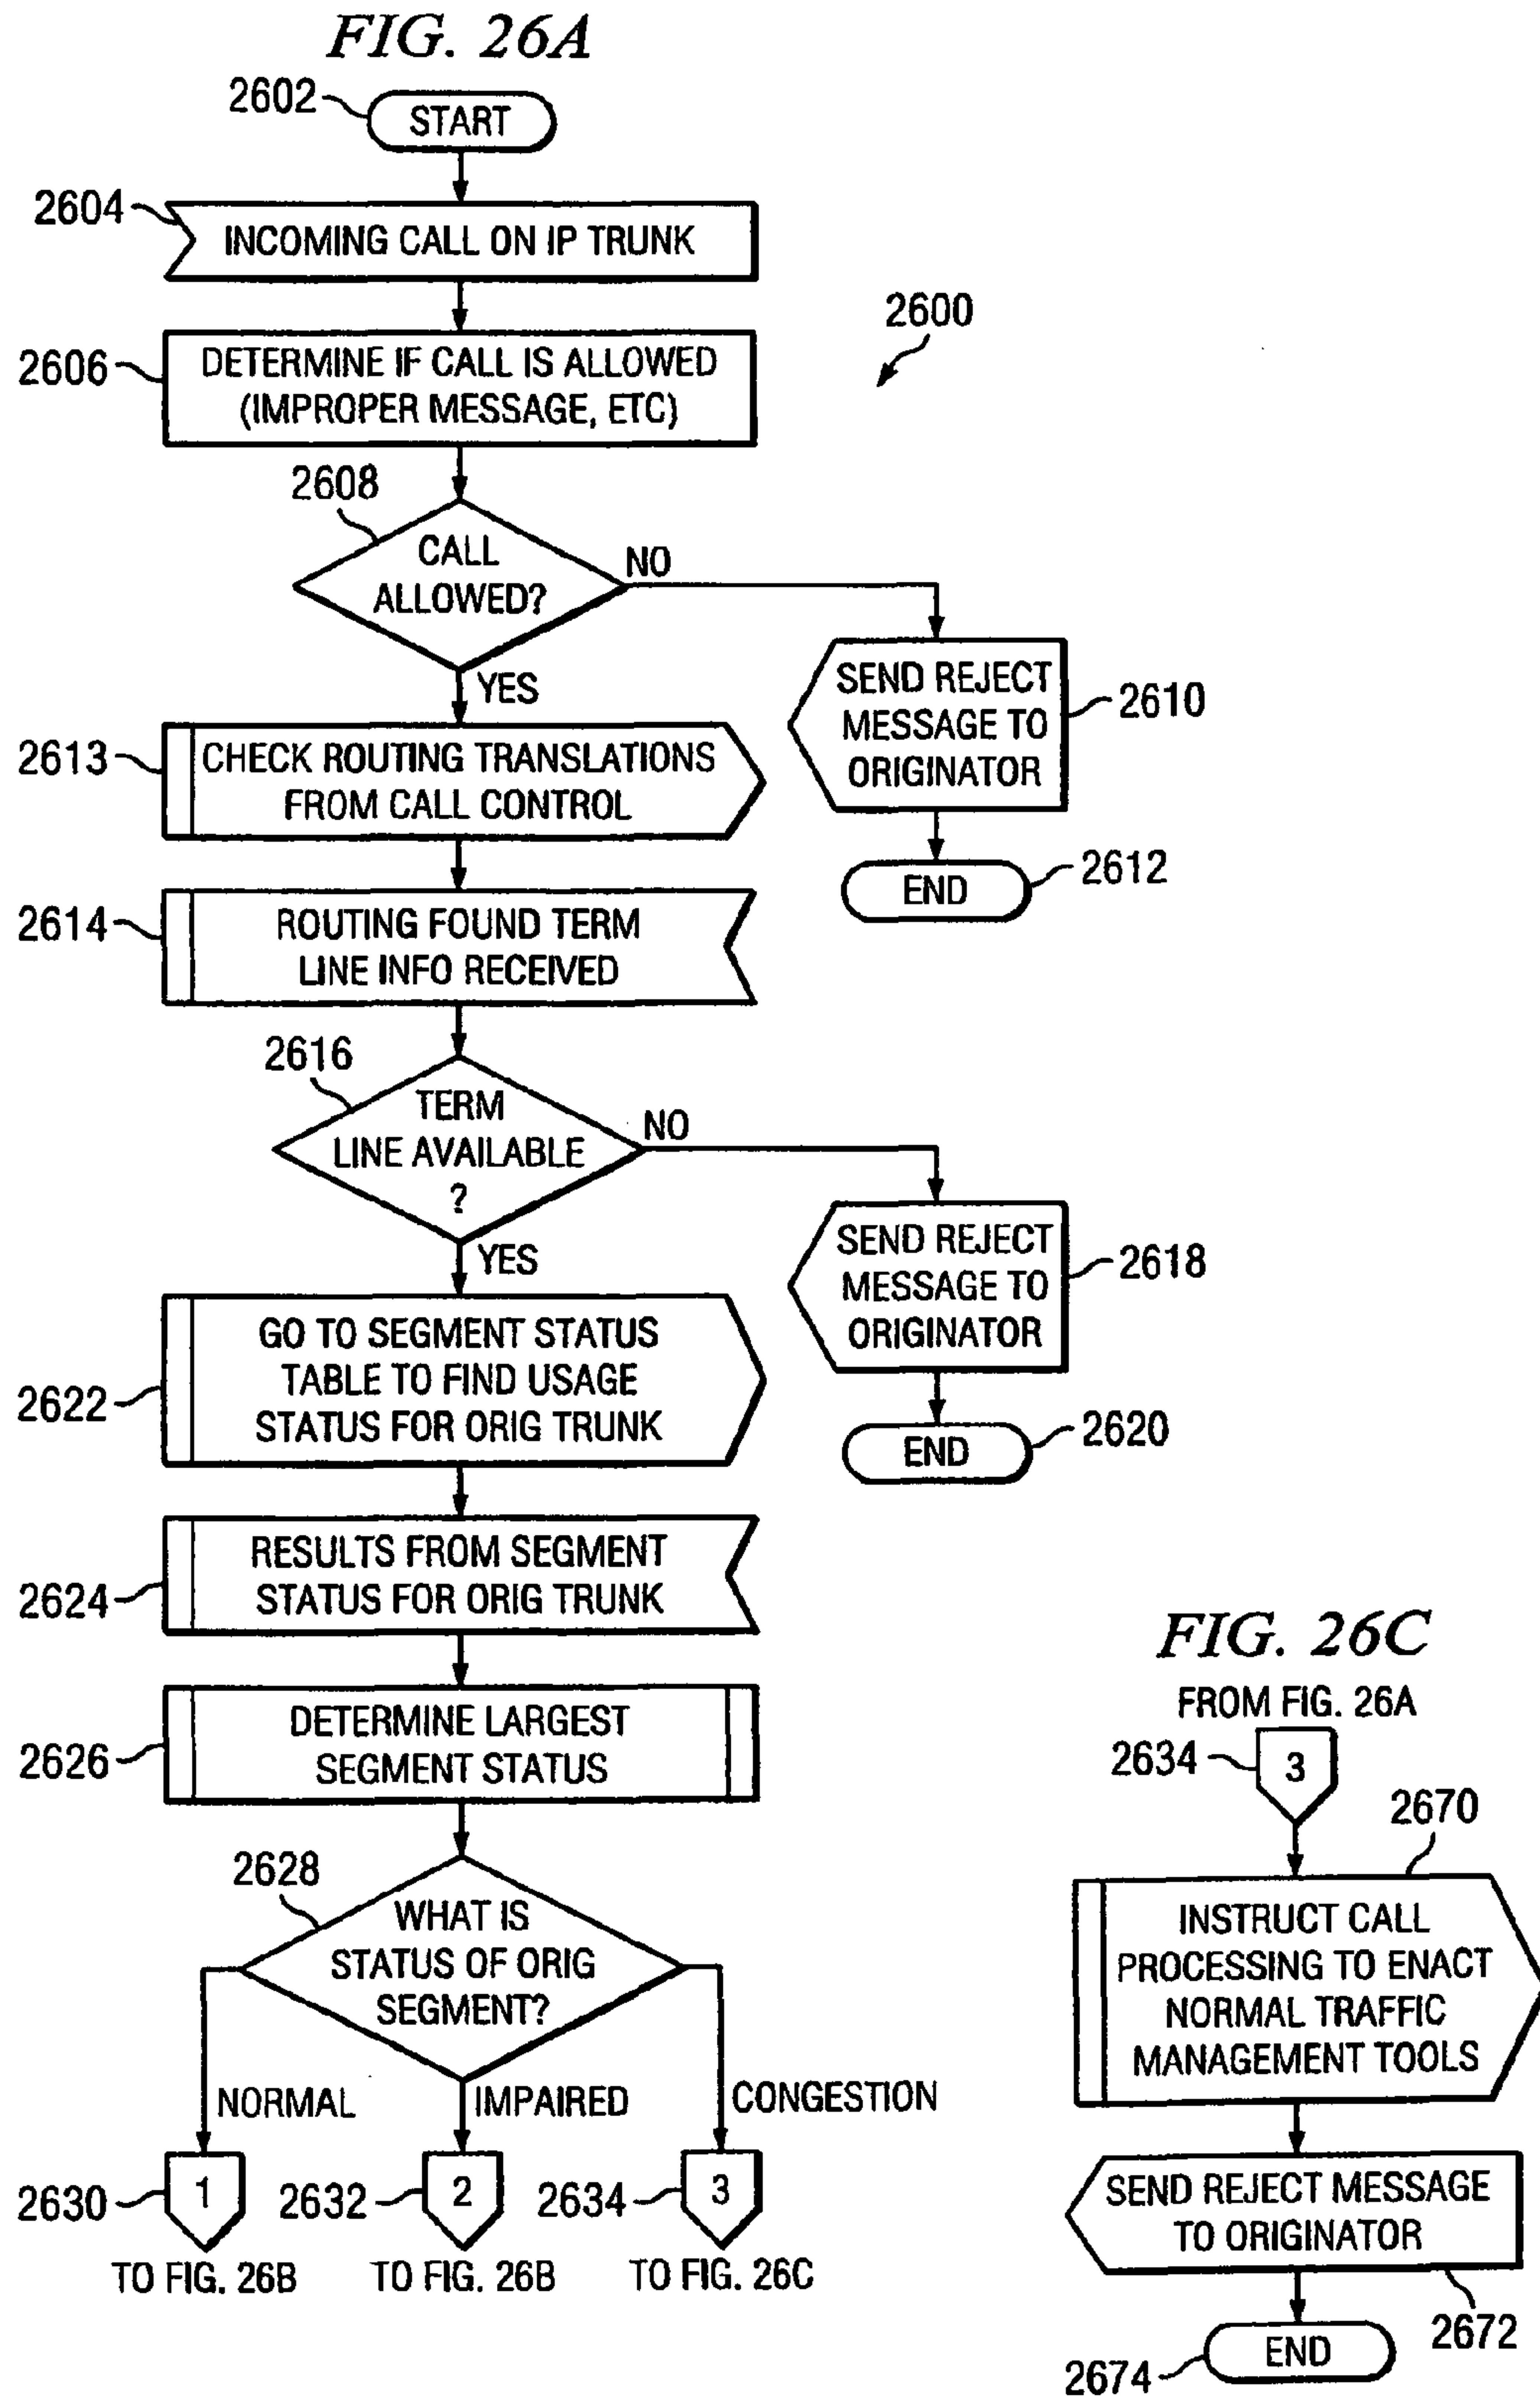 FIG. 26A
2602
START
2604
INCOMING CALL ON IP TRUNK
2600
2606
DETERMINE IF CALL IS ALLOWED
(IMPROPER MESSAGE, ETC)
2608
CALL
ALLOWED?
NO
YES
SEND REJECT
MESSAGE TO
ORIGINATOR
2610
2612
END
2613
CHECK ROUTING TRANSLATIONS
FROM CALL CONTROL
2614
ROUTING FOUND TERM
LINE INFO RECEIVED
2616
TERM
LINE AVAILABLE
?
NO
YES
SEND REJECT
MESSAGE TO
ORIGINATOR
2618
2620
END
2622
GO TO SEGMENT STATUS
TABLE TO FIND USAGE
STATUS FOR ORIG TRUNK
2624
RESULTS FROM SEGMENT
STATUS FOR ORIG TRUNK
2626
DETERMINE LARGEST
SEGMENT STATUS
2628
WHAT IS
STATUS OF ORIG
SEGMENT?
NORMAL
IMPAIRED
CONGESTION
2630
1
2632
2
2634
3
TO FIG. 26B
TO FIG. 26B
TO FIG. 26C
FIG. 26C
FROM FIG. 26A
2634
3
2670
INSTRUCT CALL
PROCESSING TO ENACT
NORMAL TRAFFIC
MANAGEMENT TOOLS
SEND REJECT MESSAGE
TO ORIGINATOR
2672
END
2674